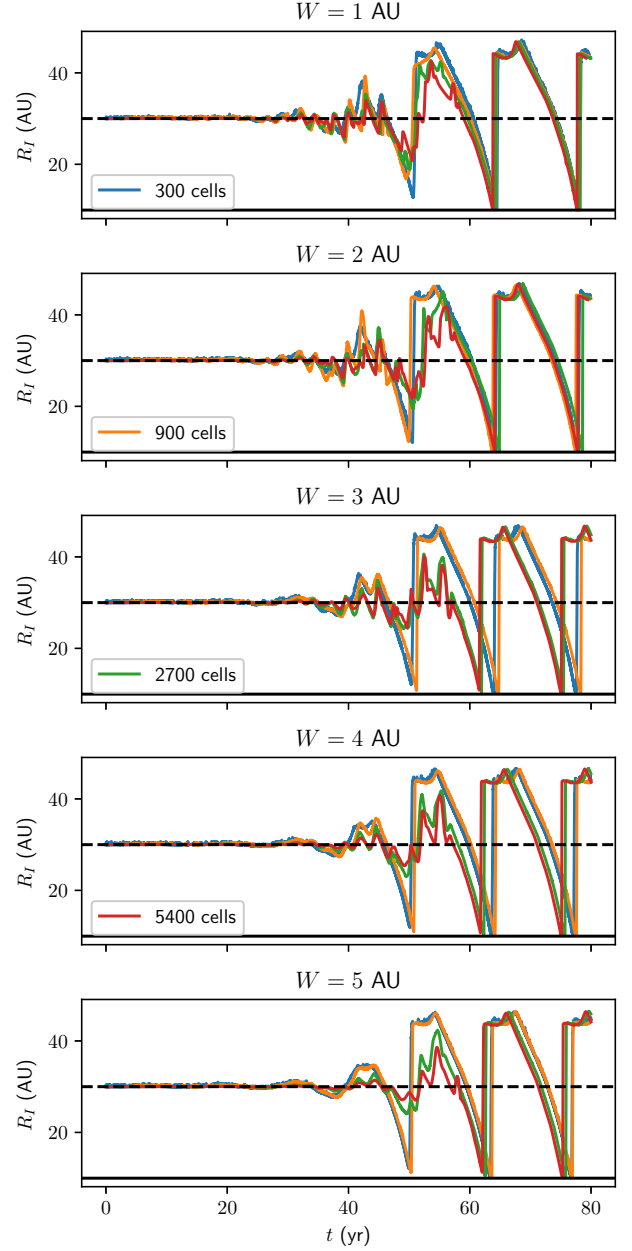 W = 1 AU
R_I (AU)
40
20
300 cells
W = 2 AU
R_I (AU)
40
20
900 cells
W = 3 AU
R_I (AU)
40
20
2700 cells
W = 4 AU
R_I (AU)
40
20
5400 cells
W = 5 AU
R_I (AU)
40
20
0 20 40 60 80
t (yr)